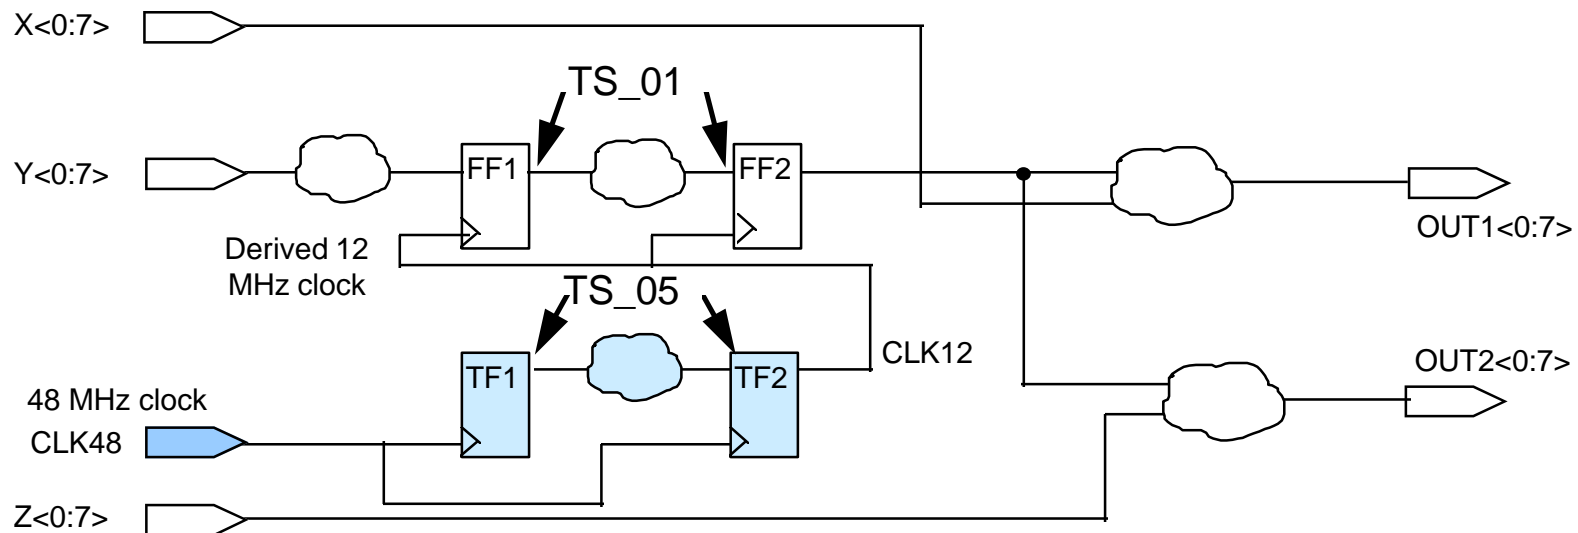 X<0:7>
TS_01
Y<0:7>
FF1
FF2
OUT1<0:7>
Derived 12
MHz clock
TS_05
CLK12
OUT2<0:7>
TF1
TF2
48 MHz clock
CLK48
Z<0:7>